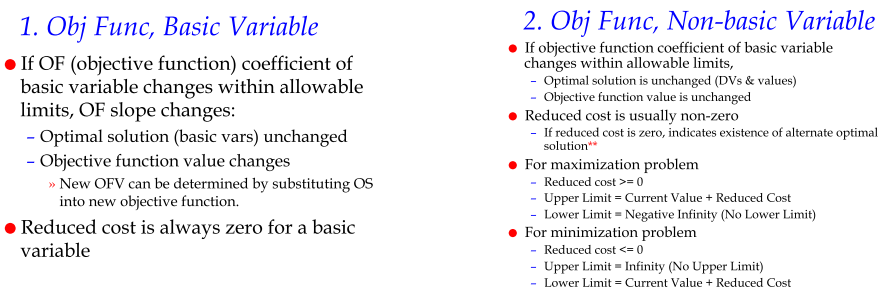 1. Obj Func, Basic Variable
● If OF (objective function) coefficient of
basic variable changes within allowable
limits, OF slope changes:
– Optimal solution (basic vars) unchanged
– Objective function value changes
» New OFV can be determined by substituting OS
into new objective function.
● Reduced cost is always zero for a basic
variable
2. Obj Func, Non-basic Variable
● If objective function coefficient of basic variable
changes within allowable limits,
– Optimal solution is unchanged (DVs & values)
– Objective function value is unchanged
● Reduced cost is usually non-zero
– If reduced cost is zero, indicates existence of alternate optimal
solution**
● For maximization problem
– Reduced cost >= 0
– Upper Limit = Current Value + Reduced Cost
– Lower Limit = Negative Infinity (No Lower Limit)
● For minimization problem
– Reduced cost <= 0
– Upper Limit = Infinity (No Upper Limit)
– Lower Limit = Current Value + Reduced Cost